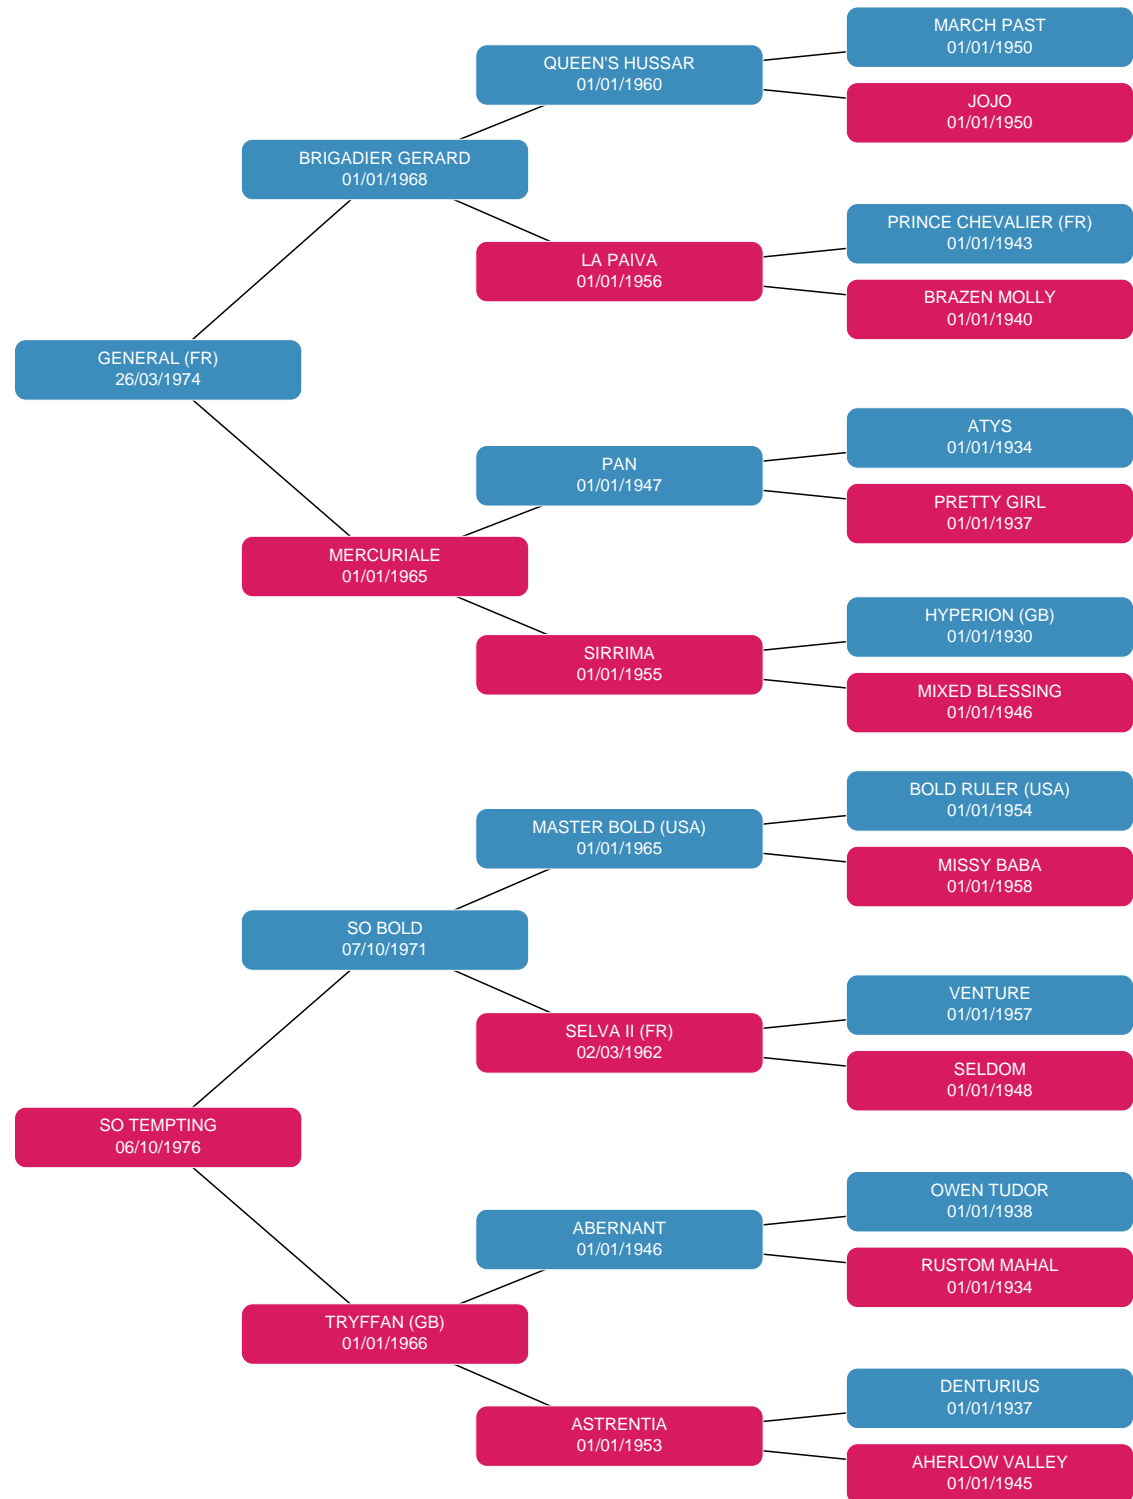 MARCH PAST
01/01/1950
QUEEN'S HUSSAR
01/01/1960
JOJO
01/01/1950
BRIGADIER GERARD
01/01/1968
PRINCE CHEVALIER (FR)
01/01/1943
LA PAIVA
01/01/1956
BRAZEN MOLLY
01/01/1940
GENERAL (FR)
26/03/1974
ATYS
01/01/1934
PAN
01/01/1947
PRETTY GIRL
01/01/1937
MERCURIALE
01/01/1965
HYPERION (GB)
01/01/1930
SIRRIMA
01/01/1955
MIXED BLESSING
01/01/1946
BOLD RULER (USA)
01/01/1954
MASTER BOLD (USA)
01/01/1965
MISSY BABA
01/01/1958
SO BOLD
07/10/1971
VENTURE
01/01/1957
SELVA II (FR)
02/03/1962
SELDOM
01/01/1948
SO TEMPTING
06/10/1976
OWEN TUDOR
01/01/1938
ABERNANT
01/01/1946
RUSTOM MAHAL
01/01/1934
TRYFFAN (GB)
01/01/1966
DENTURIUS
01/01/1937
ASTRENTIA
01/01/1953
AHERLOW VALLEY
01/01/1945